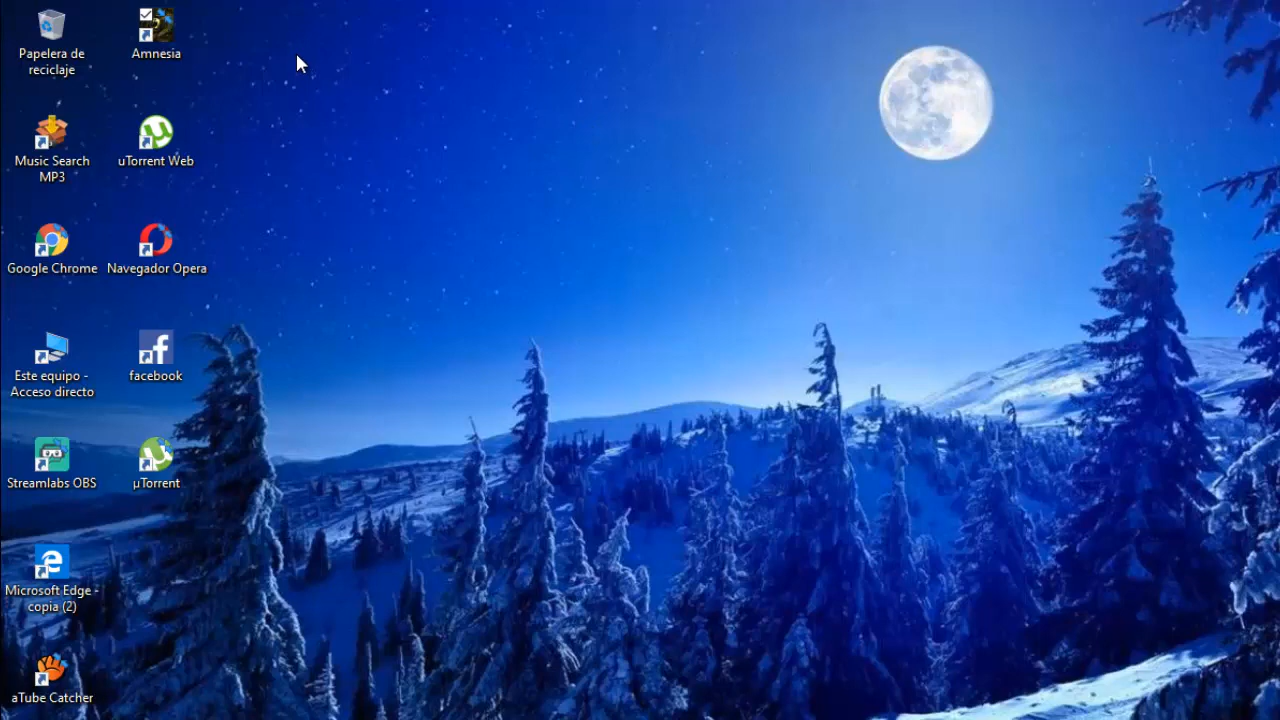 Papelera de
reciclaje
Amnesia
Music Search
MP3
uTorrent Web
Google Chrome
Navegador Opera
Este equipo -
Acceso directo
facebook
Streamlabs OBS
µTorrent
Microsoft Edge -
copia (2)
aTube Catcher